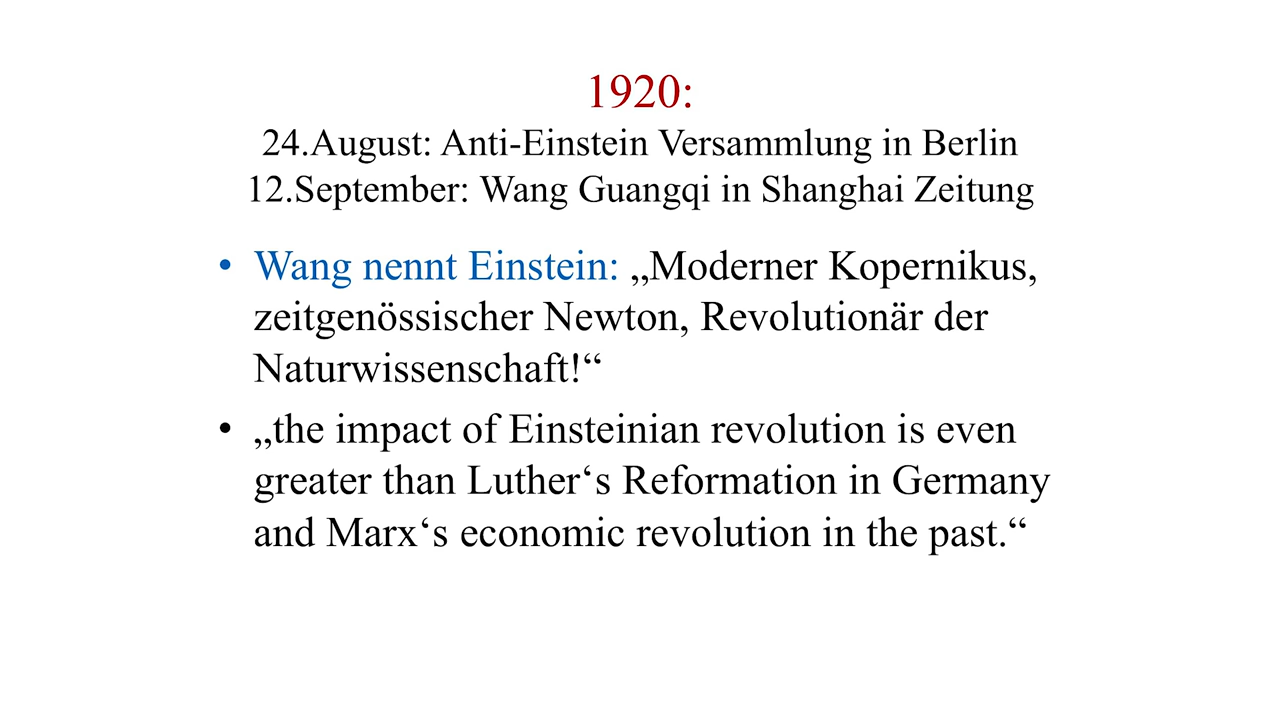 1920:
24.August: Anti-Einstein Versammlung in Berlin
12.September: Wang Guangqi in Shanghai Zeitung
• Wang nennt Einstein: „Moderner Kopernikus,
zeitgenössischer Newton, Revolutionär der
Naturwissenschaft!“
• „the impact of Einsteinian revolution is even
greater than Luther‘s Reformation in Germany
and Marx‘s economic revolution in the past.“